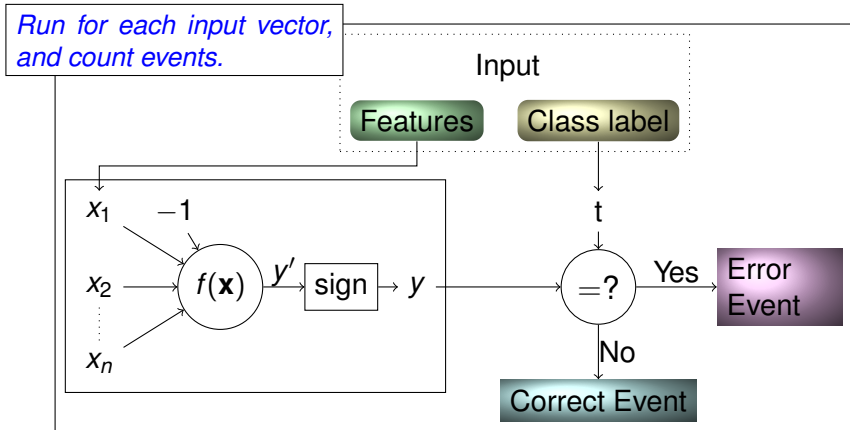 Run for each input vector,
and count events.
Input
Features
Class label
x₁
−1
t
x₂
f(x)
y′
sign
y
=?
Yes
Error
Event
xₙ
No
Correct Event